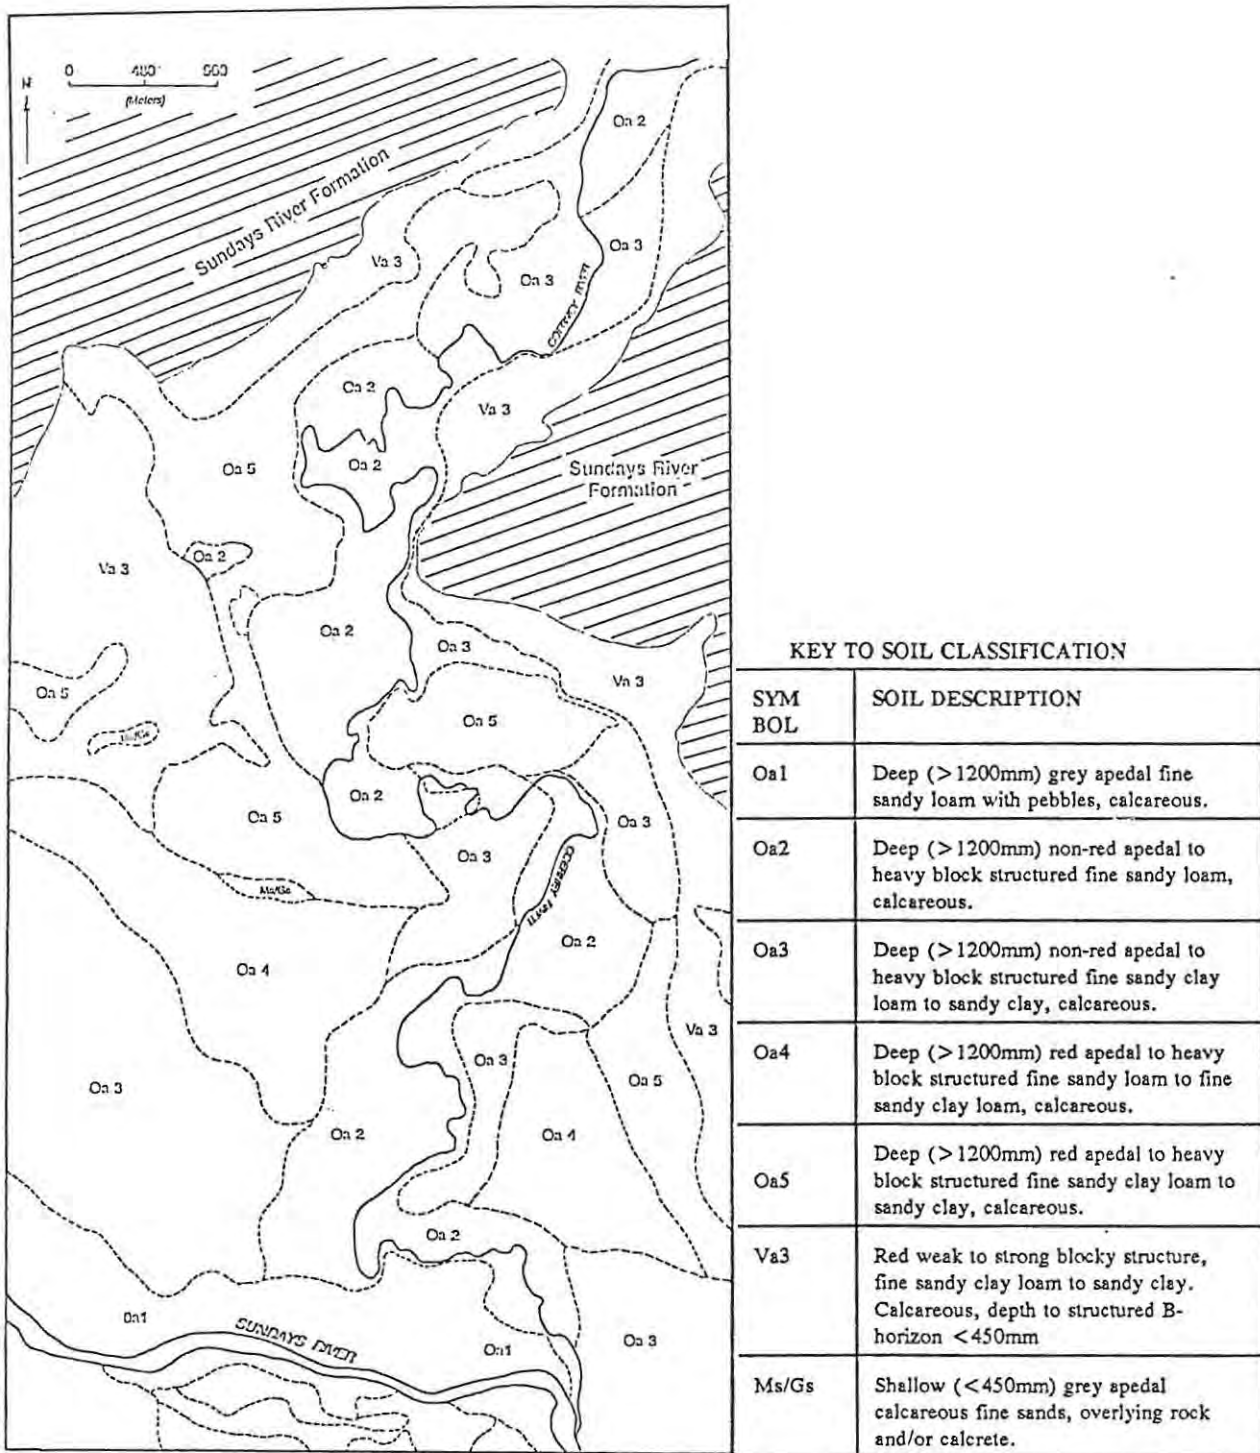 N
0 480 960
(Meters)
Oa 2
Sundays River Formation
Va 3
Oa 3
Oa 3
Oa 2
Va 3
Oa 5
Oa 2
Sundays River
Formation
Va 3
Oa 2
Oa 2
Oa 3
Oa 5
Va 3
Oa 5
Oa 2
Oa 5
Oa 3
Oa 3
Ms/Gs
Oa 4
Oa 2
Va 3
Oa 3
Oa 3
Oa 5
Oa 2
Oa 4
Oa 2
Oa1
SUNDAYS RIVER
Oa1
Oa 3
KEY TO SOIL CLASSIFICATION
SYM
BOL
SOIL DESCRIPTION
Oa1
Deep (>1200mm) grey apedal fine
sandy loam with pebbles, calcareous.
Oa2
Deep (>1200mm) non-red apedal to
heavy block structured fine sandy loam,
calcareous.
Oa3
Deep (>1200mm) non-red apedal to
heavy block structured fine sandy clay
loam to sandy clay, calcareous.
Oa4
Deep (>1200mm) red apedal to heavy
block structured fine sandy loam to fine
sandy clay loam, calcareous.
Oa5
Deep (>1200mm) red apedal to heavy
block structured fine sandy clay loam to
sandy clay, calcareous.
Va3
Red weak to strong blocky structure,
fine sandy clay loam to sandy clay.
Calcareous, depth to structured B-
horizon <450mm
Ms/Gs
Shallow (<450mm) grey apedal
calcareous fine sands, overlying rock
and/or calcrete.